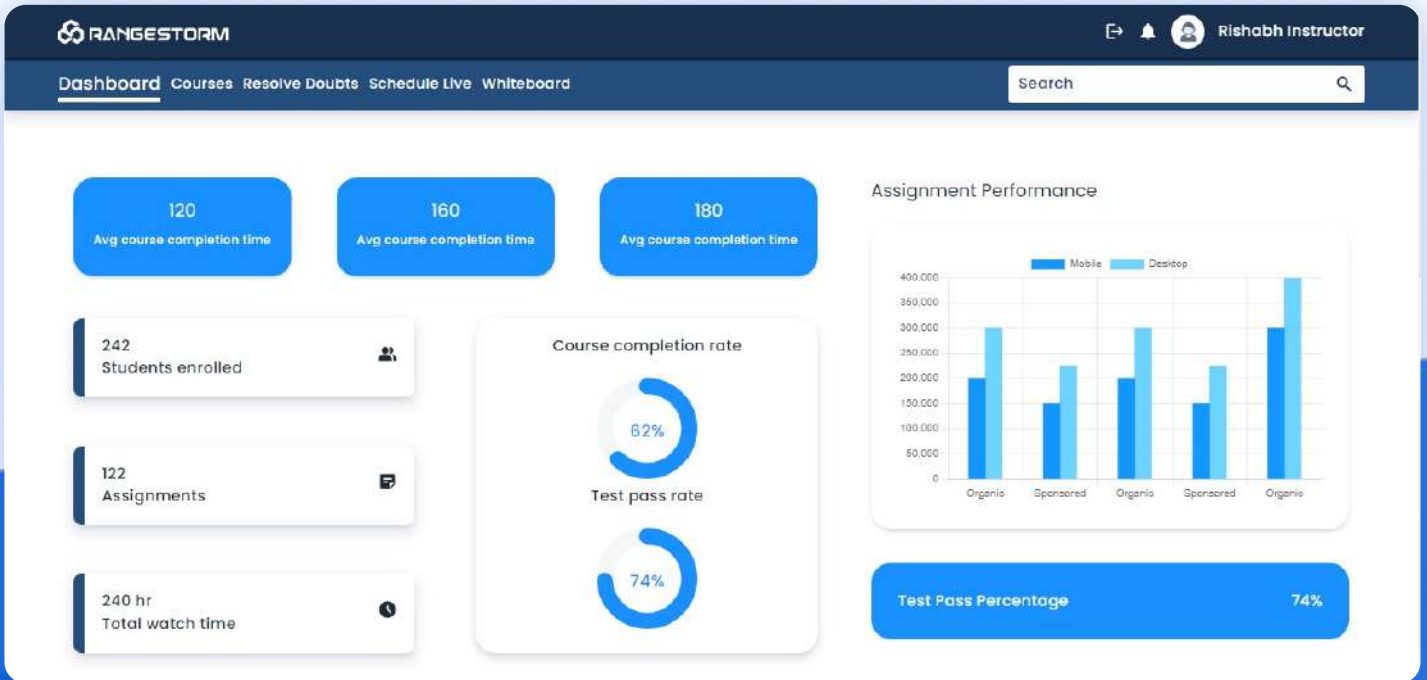 RANGESTORM
Rishabh Instructor
Dashboard Courses Resolve Doubts Schedule Live Whiteboard
Search
120
Avg course completion time
160
Avg course completion time
180
Avg course completion time
242
Students enrolled
122
Assignments
240 hr
Total watch time
Course completion rate
62%
Test pass rate
74%
Assignment Performance
Mobile Desktop
400,000
350,000
300,000
250,000
200,000
150,000
100,000
50,000
0
Organic Sponsored Organic Sponsored Organic
Test Pass Percentage 74%